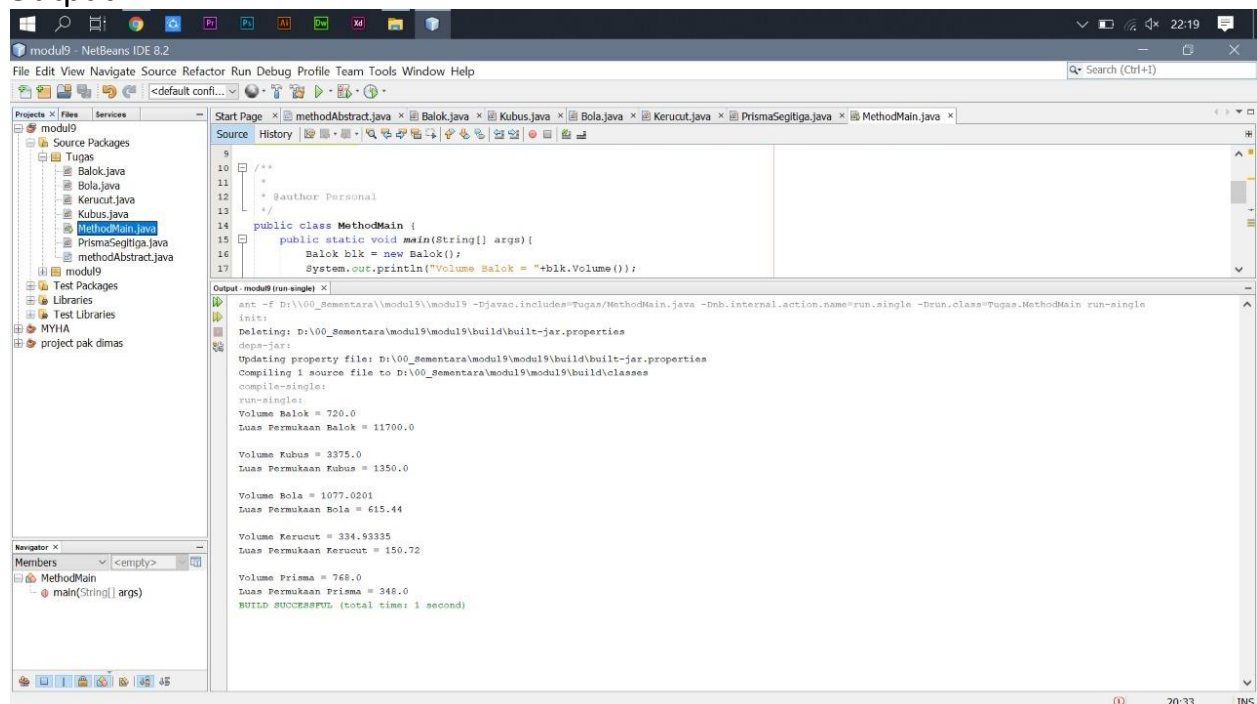 Pr Ps Ai Dw Xd
22:19
modul9 - NetBeans IDE 8.2
File Edit View Navigate Source Refactor Run Debug Profile Team Tools Window Help
Search (Ctrl+I)
<default confi...
Projects Files Services
modul9
Source Packages
Tugas
Balok.java
Bola.java
Kerucut.java
Kubus.java
MethodMain.java
PrismaSegitiga.java
methodAbstract.java
modul9
Test Packages
Libraries
Test Libraries
MYHA
project pak dimas
Start Page methodAbstract.java Balok.java Kubus.java Bola.java Kerucut.java PrismaSegitiga.java MethodMain.java
Source History
9
10 /**
11 *
12 * @author Personal
13 */
14 public class MethodMain {
15 public static void main(String[] args){
16 Balok blk = new Balok();
17 System.out.println("Volume Balok = "+blk.Volume());
Output - modul9 (run-single)
ant -f D:\\00_Sementara\\modul9\\modul9 -Djavac.includes=Tugas/MethodMain.java -Dnb.internal.action.name=run.single -Drun.class=Tugas.MethodMain run-single
init:
Deleting: D:\00_Sementara\modul9\modul9\build\built-jar.properties
deps-jar:
Updating property file: D:\00_Sementara\modul9\modul9\build\built-jar.properties
Compiling 1 source file to D:\00_Sementara\modul9\modul9\build\classes
compile-single:
run-single:
Volume Balok = 720.0
Luas Permukaan Balok = 11700.0
Volume Kubus = 3375.0
Luas Permukaan Kubus = 1350.0
Volume Bola = 1077.0201
Luas Permukaan Bola = 615.44
Volume Kerucut = 334.93335
Luas Permukaan Kerucut = 150.72
Volume Prisma = 768.0
Luas Permukaan Prisma = 348.0
BUILD SUCCESSFUL (total time: 1 second)
Navigator
Members <empty>
MethodMain
main(String[] args)
20:33 INS